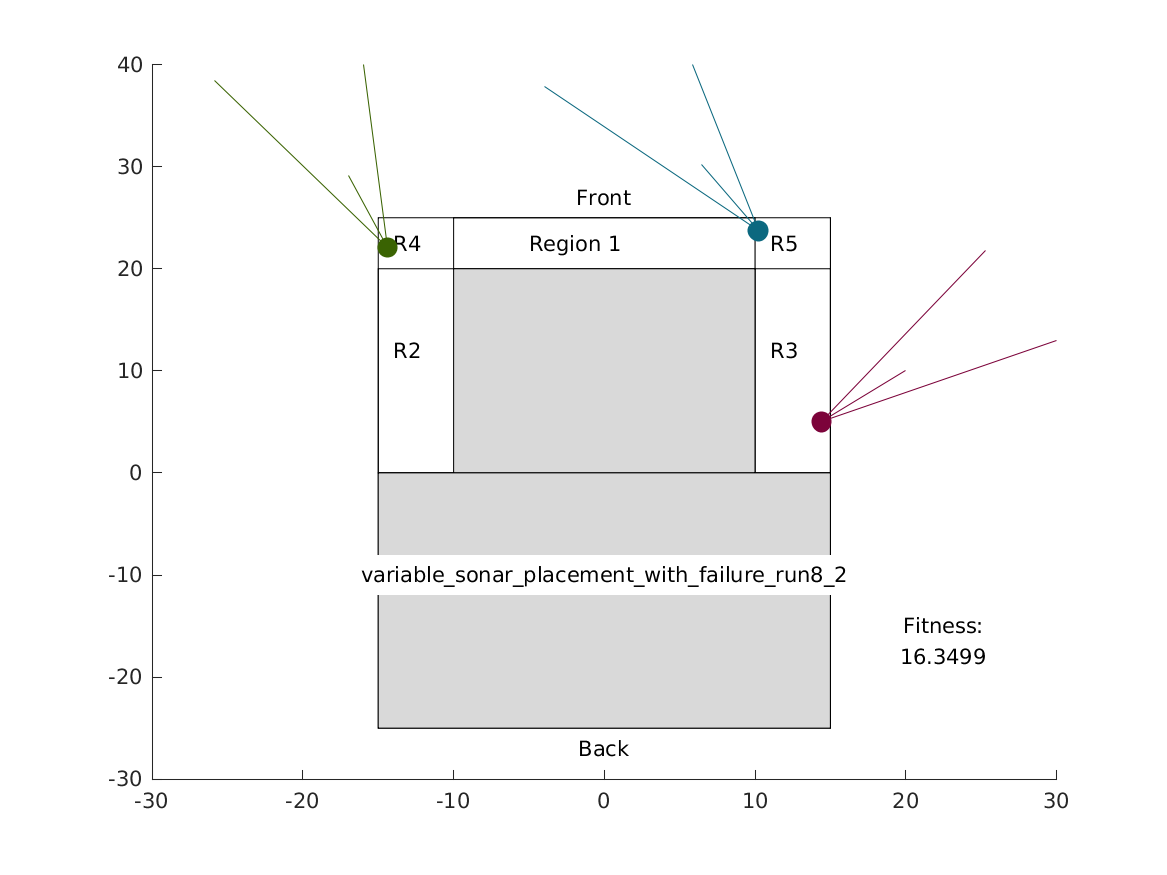 40
30
20
10
0
-10
-20
-30
-30
-20
-10
0
10
20
30
Front
R4
Region 1
R5
R2
R3
variable_sonar_placement_with_failure_run8_2
Fitness:
16.3499
Back